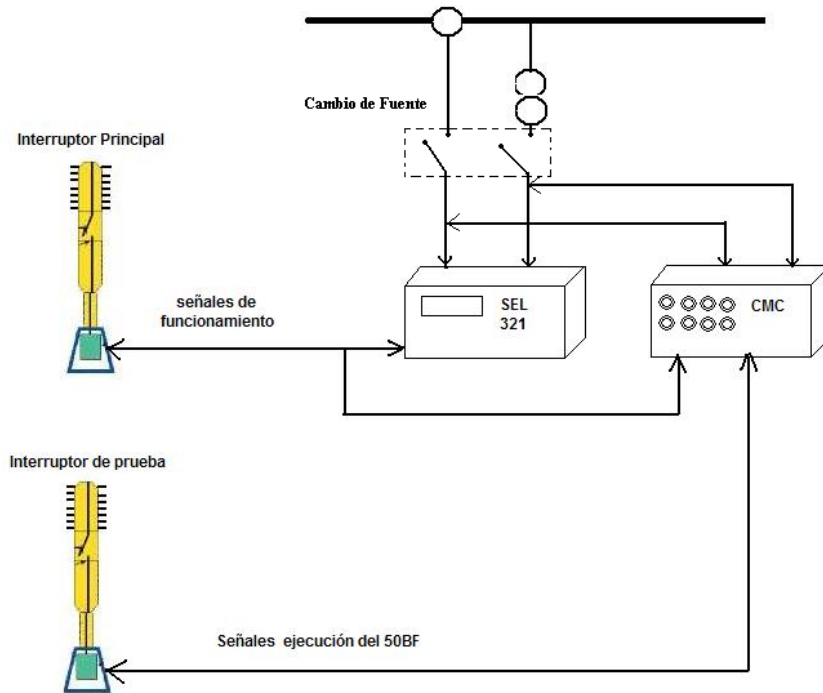 Cambio de Fuente
Interruptor Principal
señales de
funcionamiento
SEL
321
CMC
Interruptor de prueba
Señales ejecución del 50BF